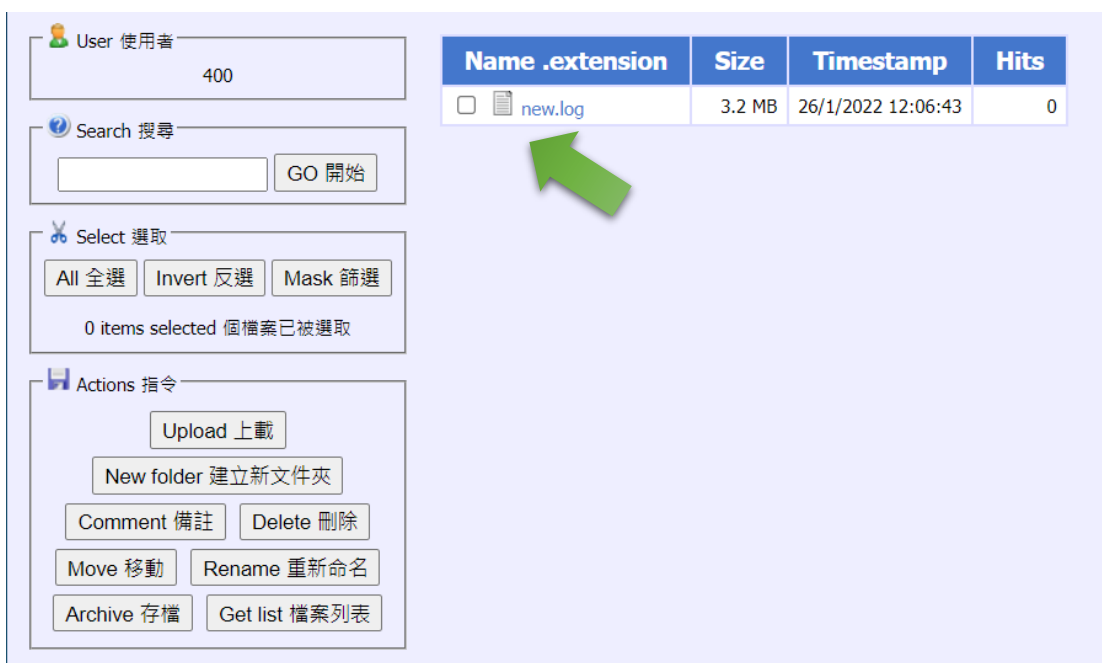 User 使用者
400
Search 搜尋
GO 開始
Select 選取
All 全選 Invert 反選 Mask 篩選
0 items selected 個檔案已被選取
Actions 指令
Upload 上載
New folder 建立新文件夾
Comment 備註 Delete 刪除
Move 移動 Rename 重新命名
Archive 存檔 Get list 檔案列表
Name .extension Size Timestamp Hits
new.log 3.2 MB 26/1/2022 12:06:43 0